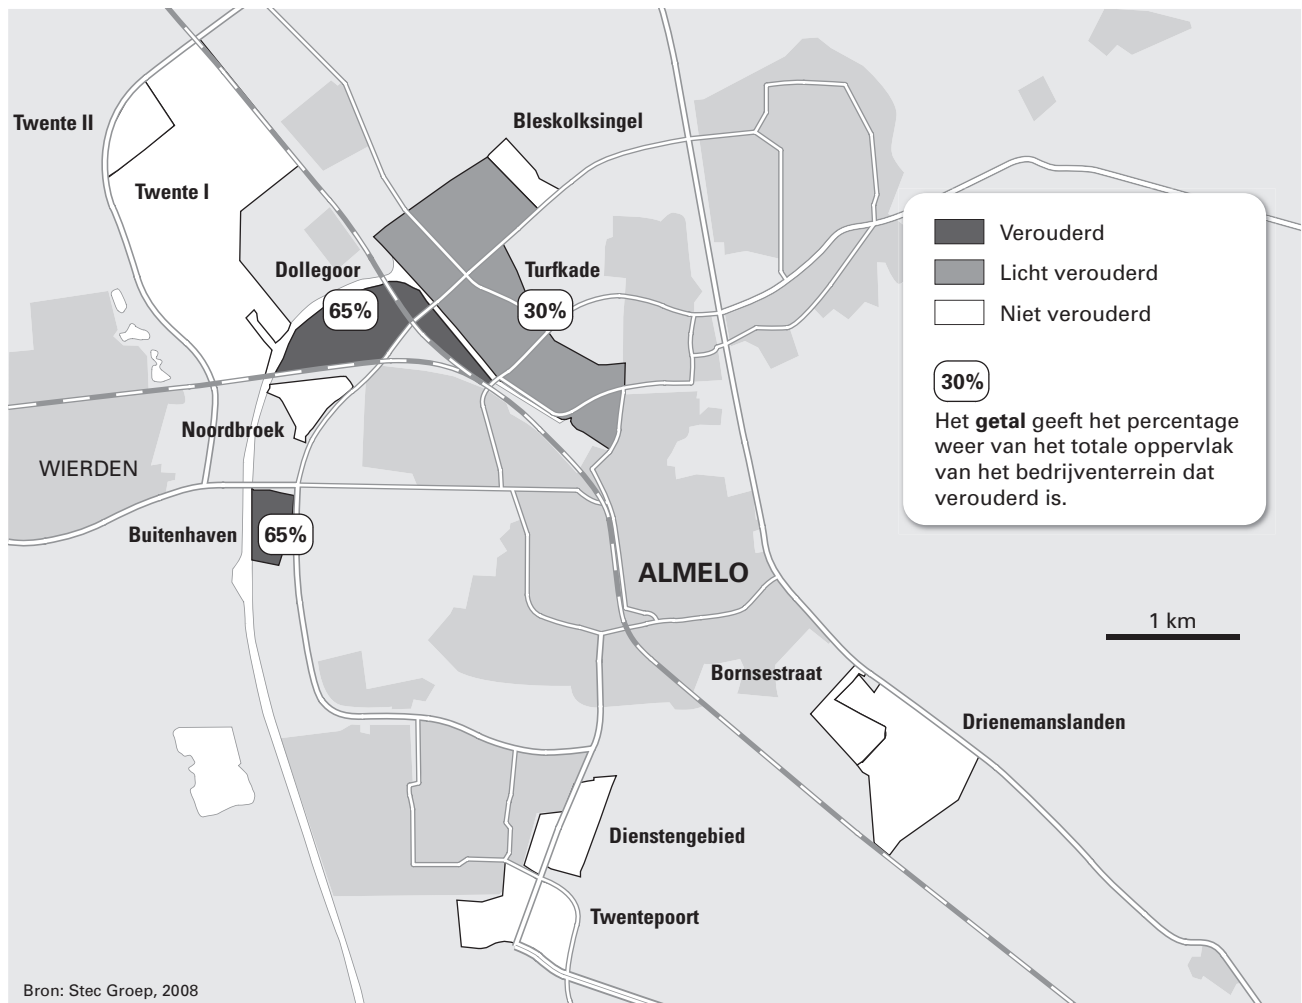 Twente II
Bleskolksingel
Twente I
Dollegoor
Turfkade
65%
30%
Noordbroek
WIERDEN
Buitenhaven
65%
ALMELO
Bornsestraat
Drienemanslanden
Dienstengebied
Twentepoort
Verouderd
Licht verouderd
Niet verouderd
30%
Het getal geeft het percentage
weer van het totale oppervlak
van het bedrijventerrein dat
verouderd is.
1 km
Bron: Stec Groep, 2008